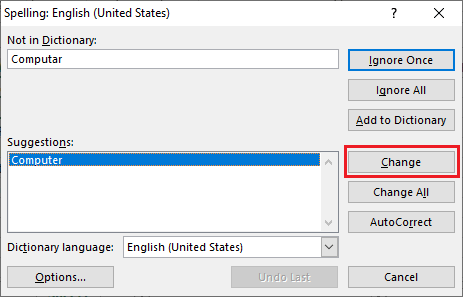 Spelling: English (United States)
?
Not in Dictionary:
Computar
Ignore Once
Ignore All
Add to Dictionary
Suggestions:
Computer
Change
Change All
AutoCorrect
Dictionary language: English (United States)
Options... Undo Last Cancel